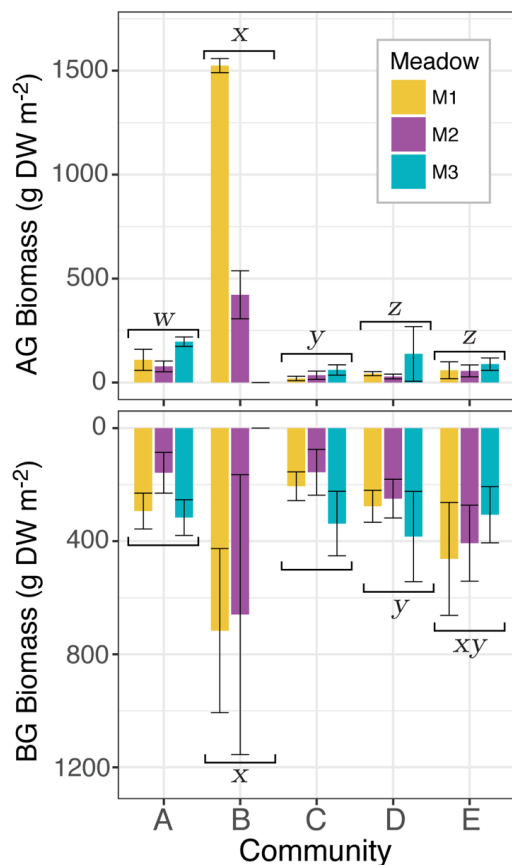 x
Meadow
M1
M2
M3
1500
1000
500
0
AG Biomass (g DW m⁻²)
w
y
z
z
0
400
800
1200
BG Biomass (g DW m⁻²)
x
y
xy
A B C D E
Community